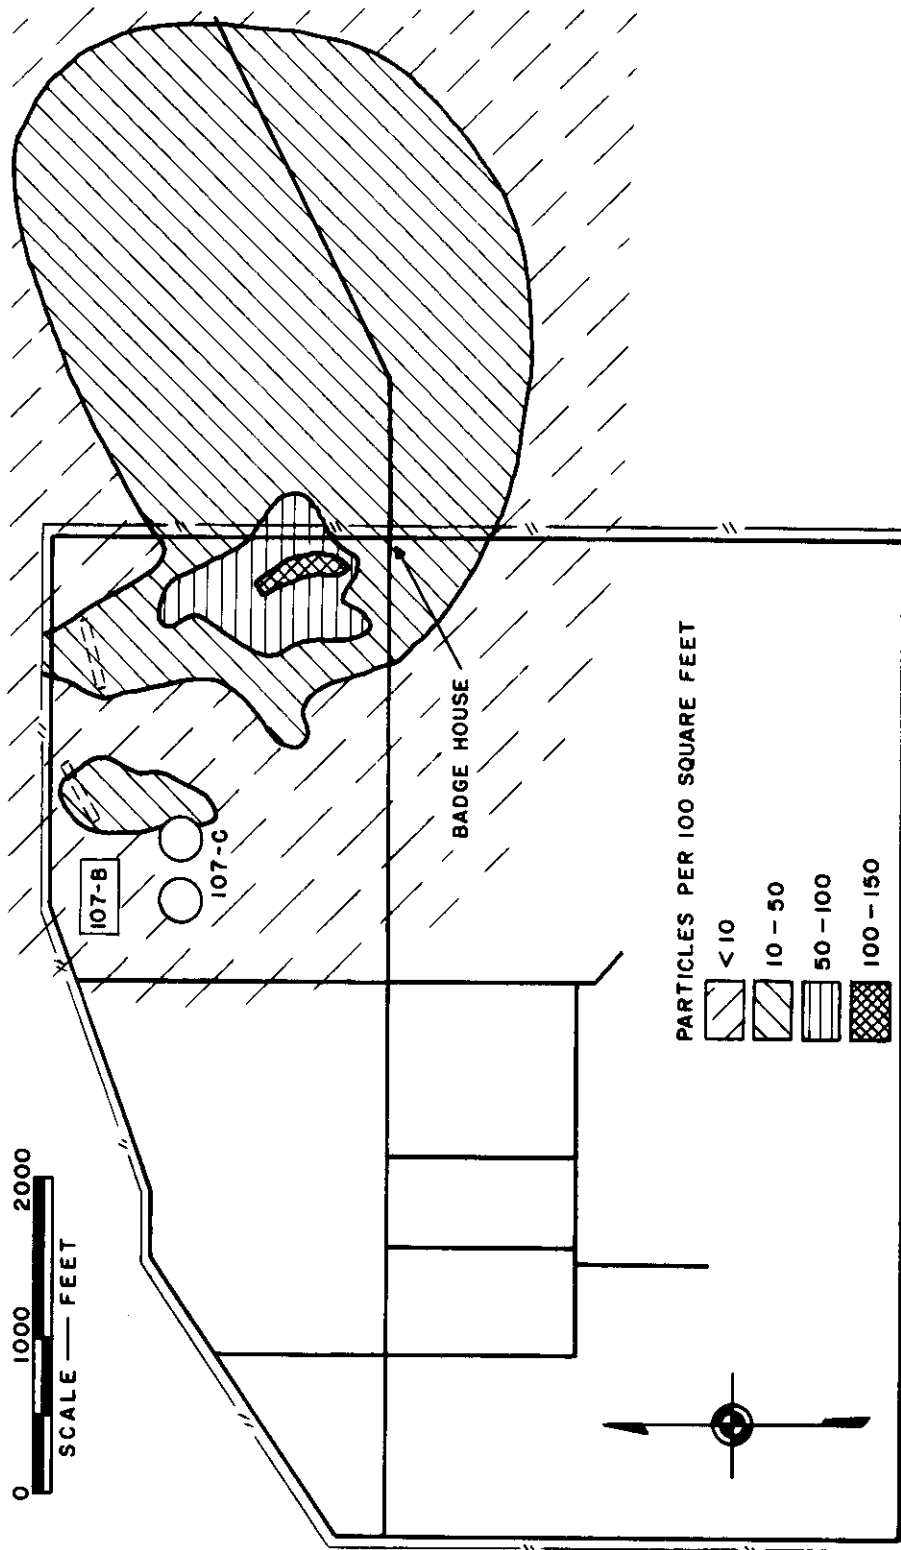 0 1000 2000
SCALE — FEET
107-B
107-C
BADGE HOUSE
PARTICLES PER 100 SQUARE FEET
<10
10-50
50-100
100-150